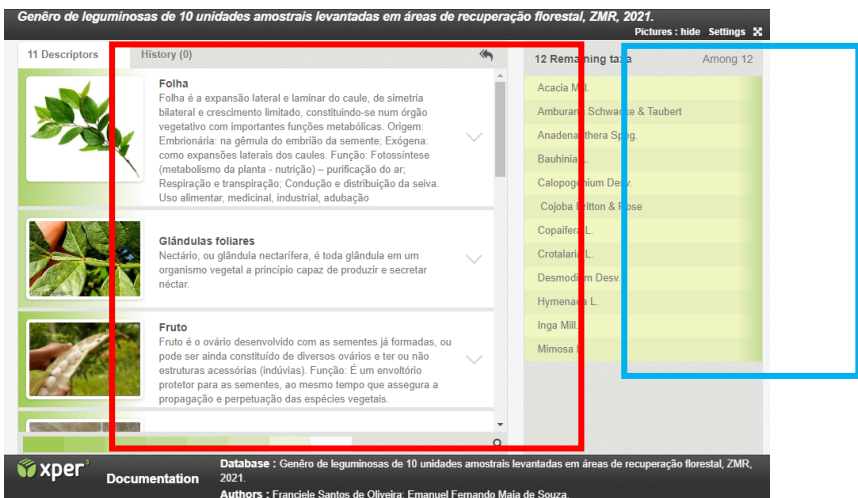 Genêro de leguminosas de 10 unidades amostrais levantadas em áreas de recuperação florestal, ZMR, 2021.
Pictures : hide Settings
11 Descriptors
History (0)
Folha
Folha é a expansão lateral e laminar do caule, de simetria
bilateral e crescimento limitado, constituindo-se num órgão
vegetativo com importantes funções metabólicas. Origem:
Embrionária: na gêmula do embrião da semente; Exógena:
como expansões laterais dos caules. Função: Fotossíntese
(metabolismo da planta - nutrição) – purificação do ar;
Respiração e transpiração; Condução e distribuição da seiva.
Uso alimentar, medicinal, industrial, adubação
Glândulas foliares
Nectário, ou glândula nectarífera, é toda glândula em um
organismo vegetal a princípio capaz de produzir e secretar
néctar.
Fruto
Fruto é o ovário desenvolvido com as sementes já formadas, ou
pode ser ainda constituído de diversos ovários e ter ou não
estruturas acessórias (indúvias). Função: É um envoltório
protetor para as sementes, ao mesmo tempo que assegura a
propagação e perpetuação das espécies vegetais.
12 Remaining taxa
Among 12
Acacia Mill.
Amburana Schwacke & Taubert
Anadenanthera Speg.
Bauhinia L.
Calopogonium Desv.
Cojoba Britton & Rose
Copaifera L.
Crotalaria L.
Desmodium Desv.
Hymenaea L.
Inga Mill.
Mimosa
xper³
Documentation
Database : Genêro de leguminosas de 10 unidades amostrais levantadas em áreas de recuperação florestal, ZMR,
2021.
Authors : Franciele Santos de Oliveira; Emanuel Fernando Maia de Souza.